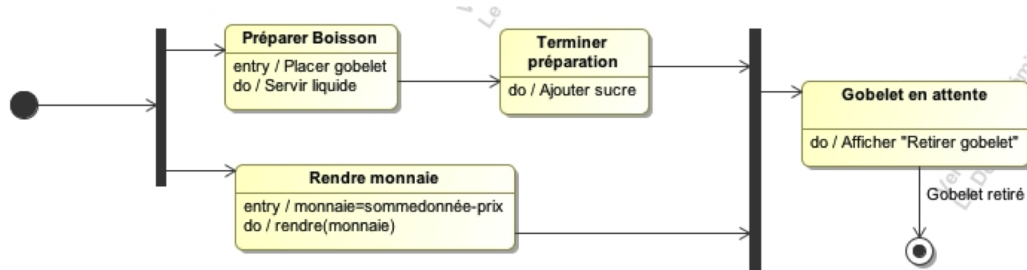 Préparer Boisson
entry / Placer gobelet
do / Servir liquide
Terminer
préparation
do / Ajouter sucre
Gobelet en attente
do / Afficher "Retirer gobelet"
Rendre monnaie
entry / monnaie=sommedonnée-prix
do / rendre(monnaie)
Gobelet retiré